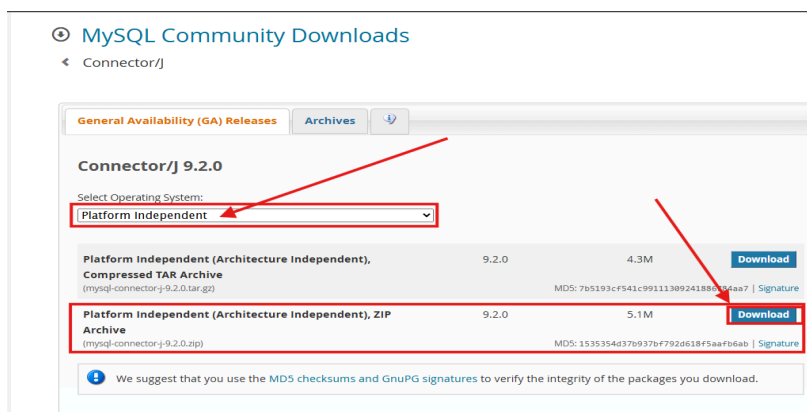 MySQL Community Downloads
Connector/J
General Availability (GA) Releases Archives
Connector/J 9.2.0
Select Operating System:
Platform Independent
Platform Independent (Architecture Independent), 9.2.0 4.3M Download
Compressed TAR Archive
(mysql-connector-j-9.2.0.tar.gz) MD5: | Signature
Platform Independent (Architecture Independent), ZIP 9.2.0 5.1M Download
Archive
(mysql-connector-j-9.2.0.zip) MD5: 1535354d37b937bf792d618f5aafb6ab | Signature
We suggest that you use the MD5 checksums and GnuPG signatures to verify the integrity of the packages you download.